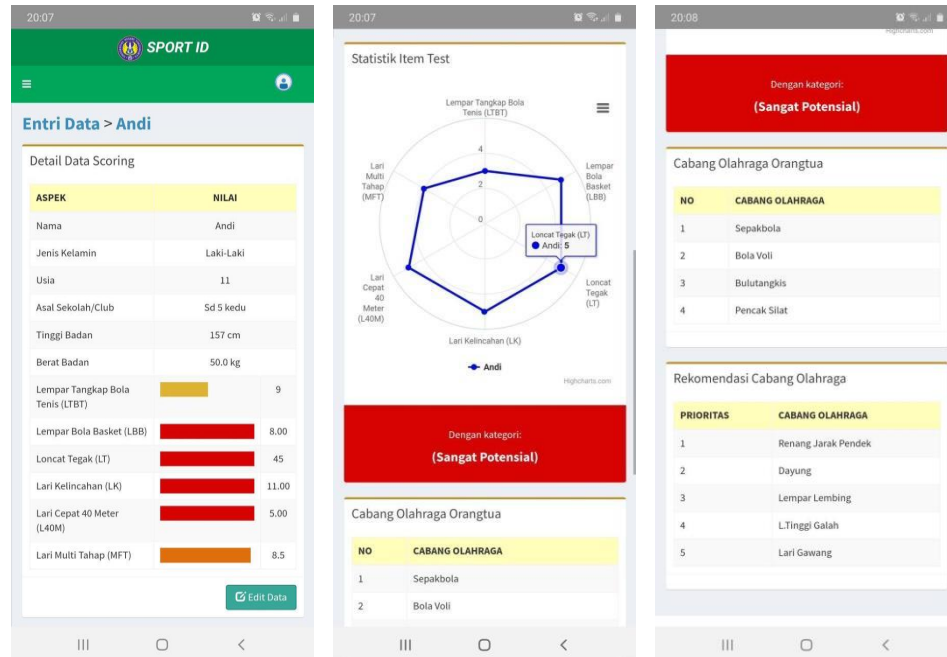 20:07
SPORT ID
Entri Data > Andi
Detail Data Scoring
ASPEK NILAI
Nama Andi
Jenis Kelamin Laki-Laki
Usia 11
Asal Sekolah/Club Sd 5 kedu
Tinggi Badan 157 cm
Berat Badan 50.0 kg
Lempar Tangkap Bola
Tenis (LTBT) 9
Lempar Bola Basket (LBB) 8.00
Loncat Tegak (LT) 45
Lari Kelincahan (LK) 11.00
Lari Cepat 40 Meter
(L40M) 5.00
Lari Multi Tahap (MFT) 8.5
Edit Data
20:07
Statistik Item Test
Lempar Tangkap Bola
Tenis (LTBT)
Lempar
Bola
Basket
(LBB)
Loncat
Tegak
(LT)
Lari Kelincahan (LK)
Lari
Cepat
40
Meter
(L40M)
Lari
Multi
Tahap
(MFT)
4
2
0
Loncat Tegak (LT)
Andi: 5
Andi
Highcharts.com
Dengan kategori:
(Sangat Potensial)
Cabang Olahraga Orangtua
NO CABANG OLAHRAGA
1 Sepakbola
2 Bola Voli
20:08
Highcharts.com
Dengan kategori:
(Sangat Potensial)
Cabang Olahraga Orangtua
NO CABANG OLAHRAGA
1 Sepakbola
2 Bola Voli
3 Bulutangkis
4 Pencak Silat
Rekomendasi Cabang Olahraga
PRIORITAS CABANG OLAHRAGA
1 Renang Jarak Pendek
2 Dayung
3 Lempar Lembing
4 L.Tinggi Galah
5 Lari Gawang